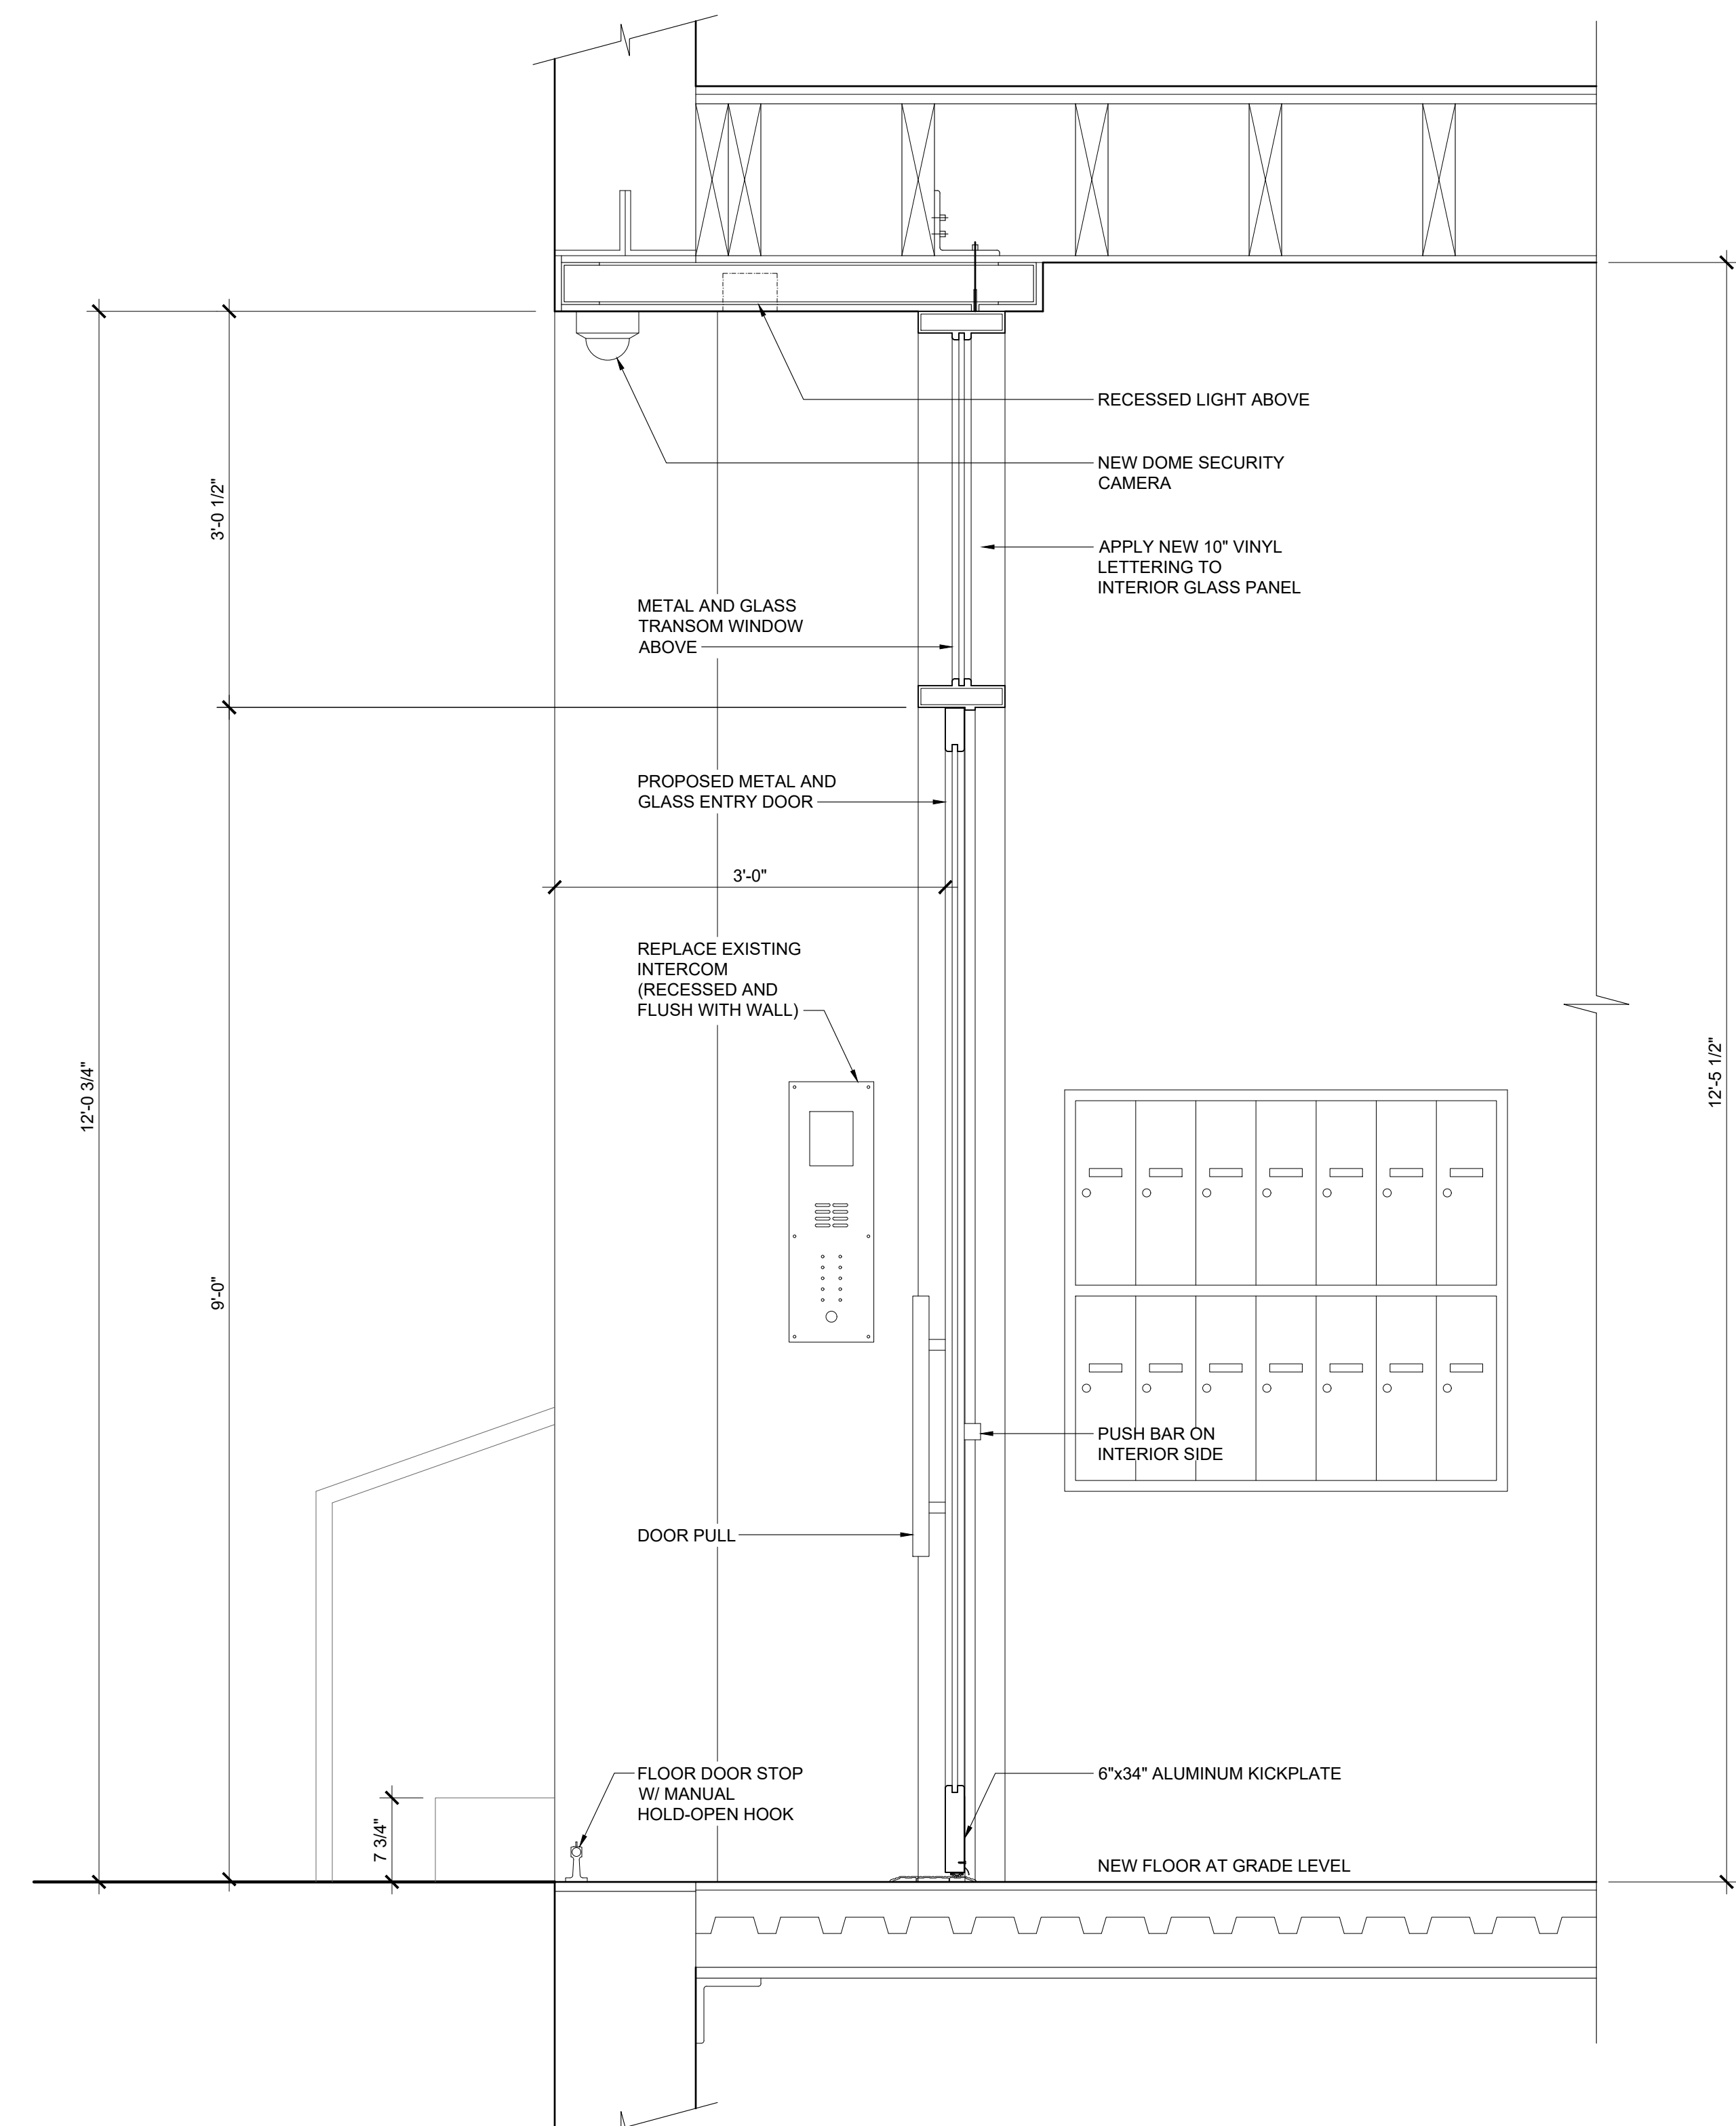 RECESSED LIGHT ABOVE
NEW DOME SECURITY
CAMERA
3'-0 1/2"
APPLY NEW 10" VINYL
LETTERING TO
INTERIOR GLASS PANEL
METAL AND GLASS
TRANSOM WINDOW
ABOVE
PROPOSED METAL AND
GLASS ENTRY DOOR
3'-0"
REPLACE EXISTING
INTERCOM
(RECESSED AND
FLUSH WITH WALL)
12'-0 3/4"
12'-5 1/2"
9'-0"
PUSH BAR ON
INTERIOR SIDE
DOOR PULL
FLOOR DOOR STOP
W/ MANUAL
HOLD-OPEN HOOK
6"x34" ALUMINUM KICKPLATE
7 3/4"
NEW FLOOR AT GRADE LEVEL